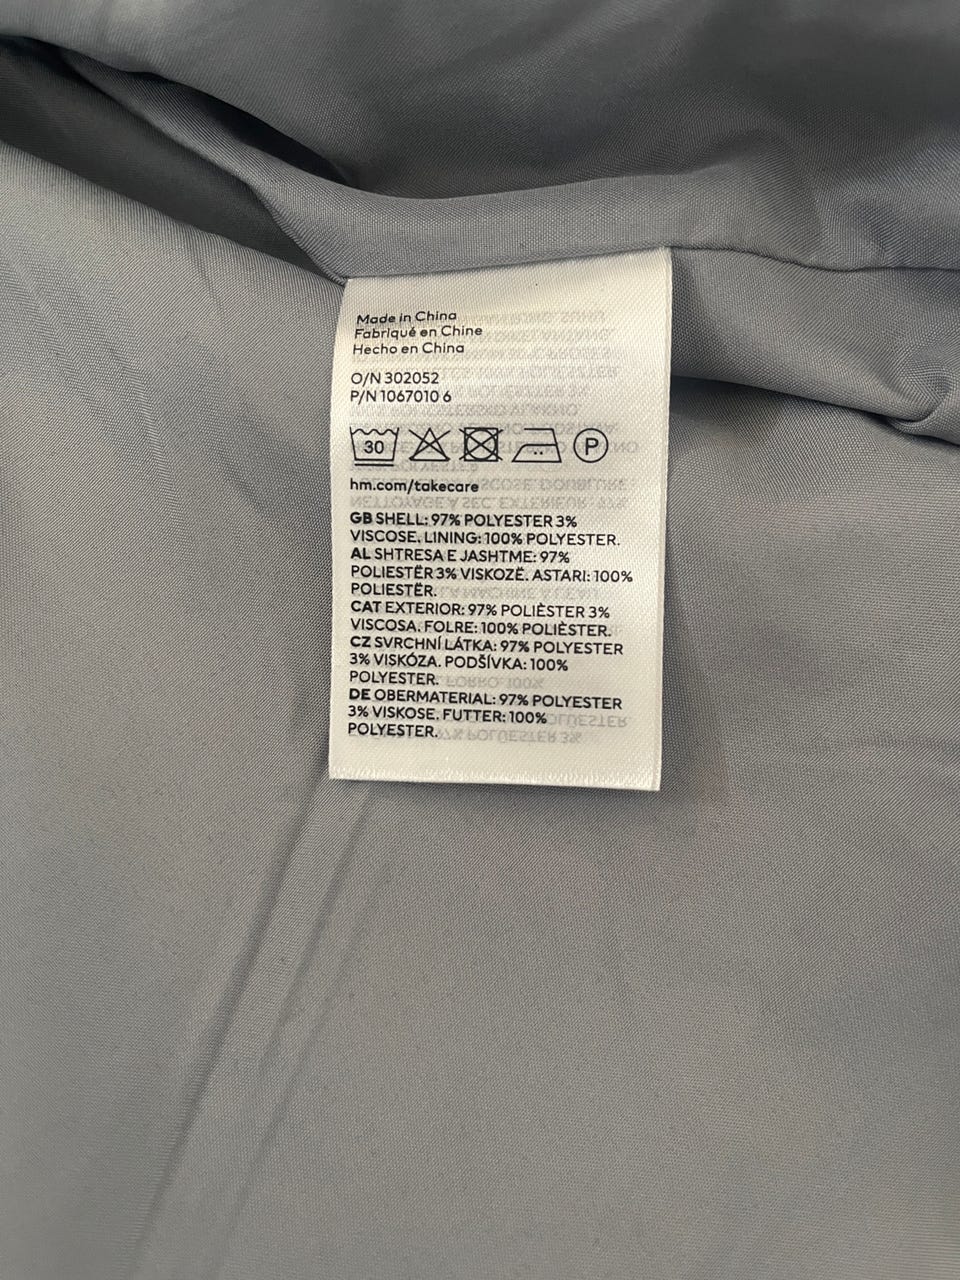 Made in China
Fabriqué en Chine
Hecho en China
O/N 302052
P/N 1067010 6
30 P
hm.com/takecare
GB SHELL: 97% POLYESTER 3%
VISCOSE. LINING: 100% POLYESTER.
AL SHTRESA E JASHTME: 97%
POLIESTËR 3% VISKOZË. ASTARI: 100%
POLIESTËR.
CAT EXTERIOR: 97% POLIÈSTER 3%
VISCOSA. FOLRE: 100% POLIÈSTER.
CZ SVRCHNÍ LÁTKA: 97% POLYESTER
3% VISKÓZA. PODŠÍVKA: 100%
POLYESTER.
DE OBERMATERIAL: 97% POLYESTER
3% VISKOSE. FUTTER: 100%
POLYESTER.